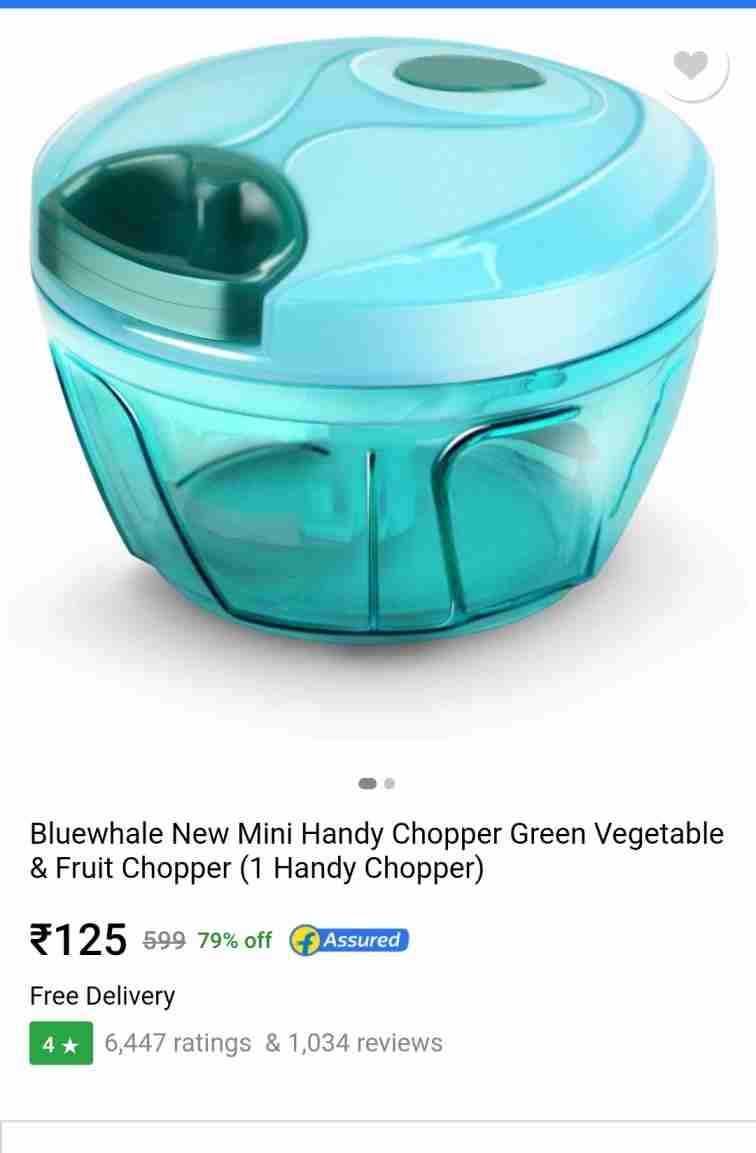 Bluewhale New Mini Handy Chopper Green Vegetable
& Fruit Chopper (1 Handy Chopper)
₹125 599 79% off f Assured
Free Delivery
4 ★ 6,447 ratings & 1,034 reviews